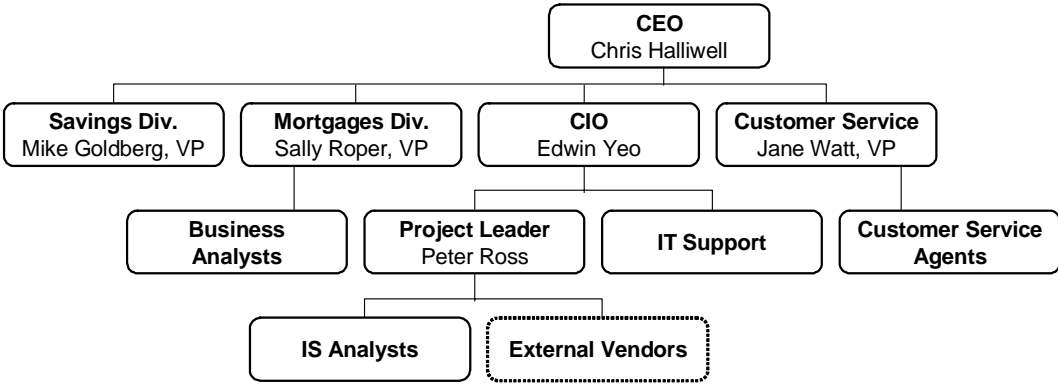 CEO
Chris Halliwell
Savings Div.
Mike Goldberg, VP
Mortgages Div.
Sally Roper, VP
CIO
Edwin Yeo
Customer Service
Jane Watt, VP
Business
Analysts
Project Leader
Peter Ross
IT Support
Customer Service
Agents
IS Analysts
External Vendors